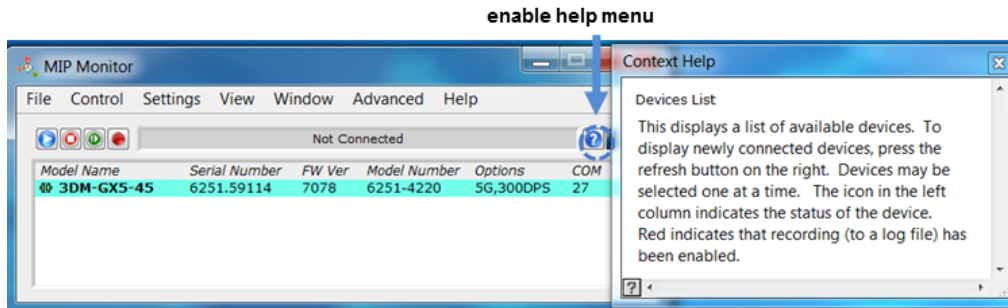 enable help menu
MIP Monitor
File Control Settings View Window Advanced Help
Not Connected
?
Model Name Serial Number FW Ver Model Number Options COM
3DM-GX5-45 6251.59114 7078 6251-4220 5G,300DPS 27
Context Help
Devices List
This displays a list of available devices. To
display newly connected devices, press the
refresh button on the right. Devices may be
selected one at a time. The icon in the left
column indicates the status of the device.
Red indicates that recording (to a log file) has
been enabled.
?